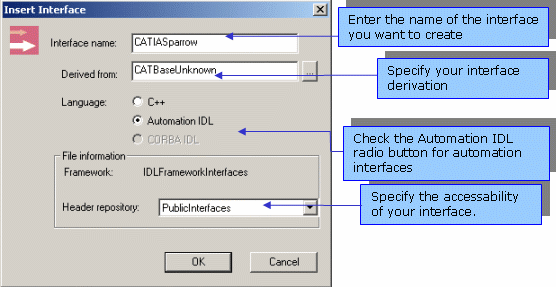 Insert Interface
Interface name: CATIASparrow
Derived from: CATBaseUnknown ...
Language: C++
Automation IDL
CORBA IDL
File information
Framework: IDLFrameworkInterfaces
Header repository: PublicInterfaces
OK Cancel
Enter the name of the interface
you want to create
Specify your interface
derivation
Check the Automation IDL
radio button for automation
interfaces
Specify the accessability
of your interface.